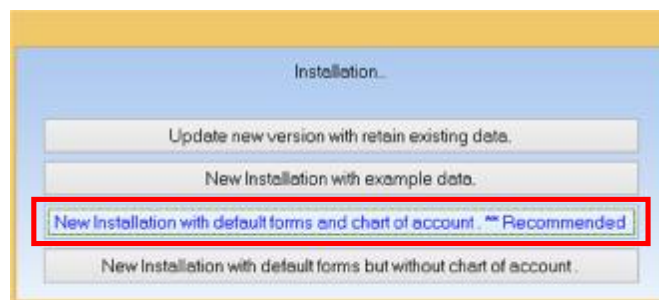 Installation..
Update new version with retain existing data.
New Installation with example data.
New Installation with default forms and chart of account. ** Recommended
New Installation with default forms but without chart of account.